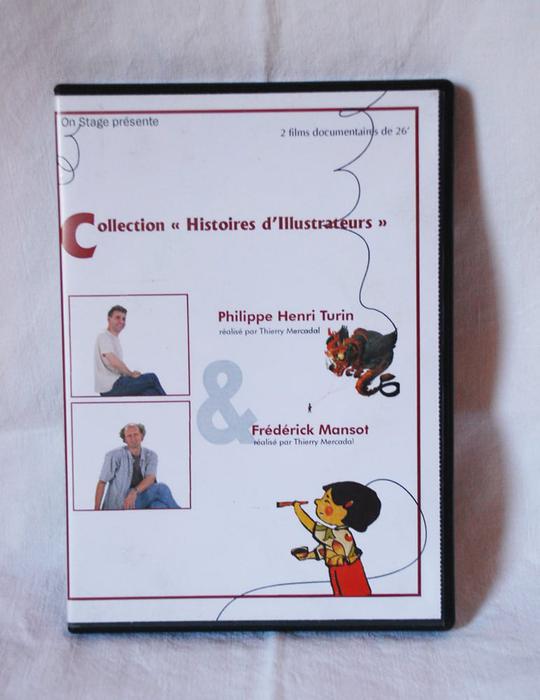 On Stage présente
2 films documentaires de 26'
Collection « Histoires d'Illustrateurs »
Philippe Henri Turin
réalisé par Thierry Mercadal
&
Frédérick Mansot
réalisé par Thierry Mercadal